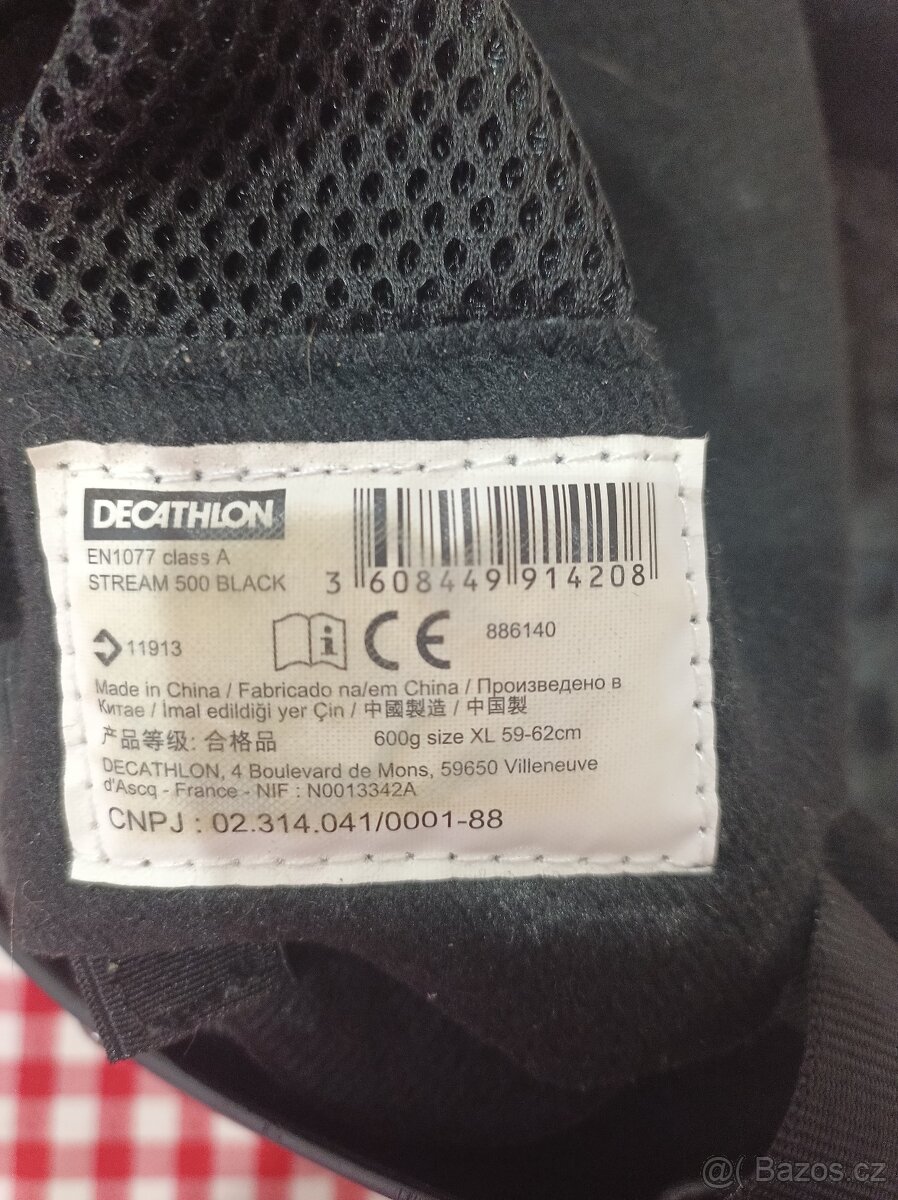 DECATHLON
EN1077 class A
STREAM 500 BLACK
3 608449 914208
11913
CE
886140
Made in China / Fabricado na/em China / Произведено в
Китае / İmal edildiği yer Çin / 中國製造 / 中国製
产品等级: 合格品
600g size XL 59-62cm
DECATHLON, 4 Boulevard de Mons, 59650 Villeneuve
d'Ascq - France - NIF : N0013342A
CNPJ : 02.314.041/0001-88
@( Bazos.cz